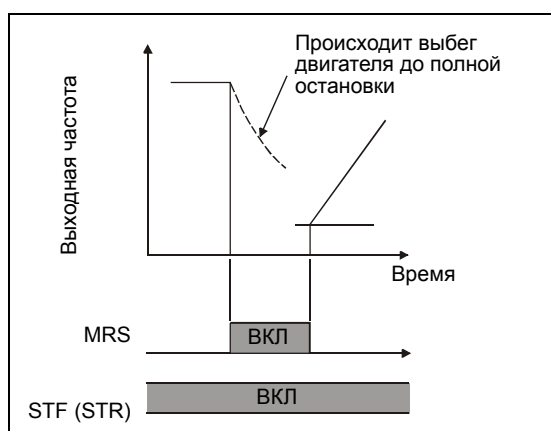 Происходит выбег
двигателя до полной
остановки
Выходная частота
Время
MRS
ВКЛ
STF (STR)
ВКЛ